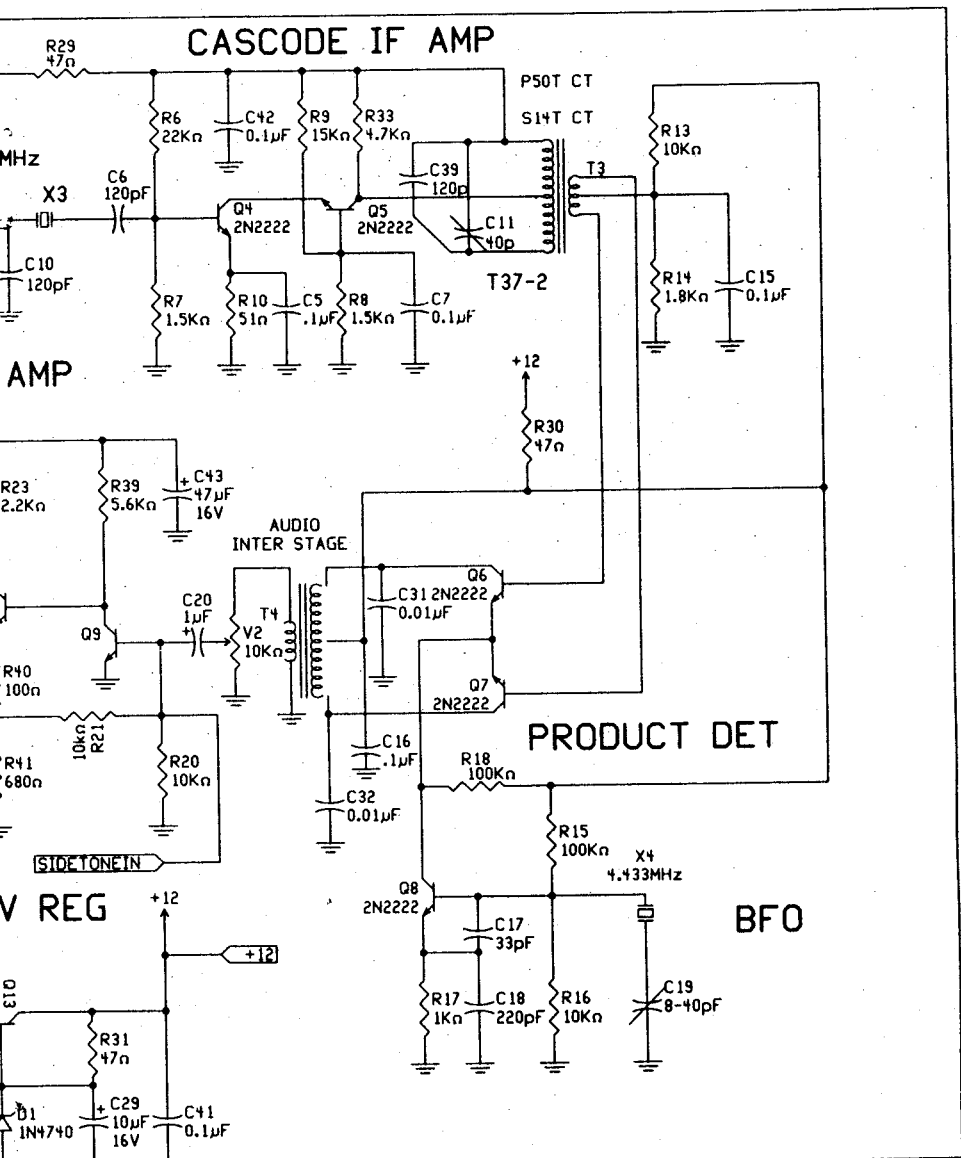 CASCODE IF AMP
R29
47Ω
P50T CT
S14T CT
R6
22KΩ
C42
0.1µF
R9
15KΩ
R33
4.7KΩ
R13
10KΩ
MHz
X3
C6
120pF
C39
120p
T3
Q4
2N2222
Q5
2N2222
C11
40p
C10
120pF
R7
1.5KΩ
R10
51Ω
C5
.1µF
R8
1.5KΩ
C7
0.1µF
T37-2
R14
1.8KΩ
C15
0.1µF
AMP
+12
R30
47Ω
R23
2.2KΩ
R39
5.6KΩ
+ C43
47µF
16V
AUDIO
INTER STAGE
Q6
2N2222
C31
0.01µF
C20
1µF
+
T4
V2
10KΩ
Q9
R40
100Ω
Q7
2N2222
PRODUCT DET
10kΩ
R21
R20
10KΩ
R41
680Ω
C16
.1µF
R18
100KΩ
C32
0.01µF
R15
100KΩ
X4
4.433MHz
SIDETONEIN
V REG
+12
+12
Q8
2N2222
BFO
C17
33pF
Q13
R17
1KΩ
C18
220pF
R16
10KΩ
C19
8-40pF
R31
47Ω
D1
1N4740
+ C29
10µF
16V
C41
0.1µF